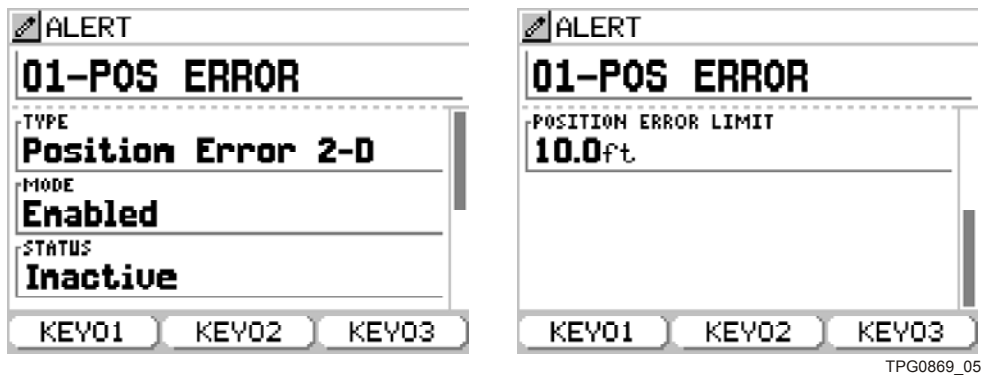 ALERT
01-POS ERROR
TYPE
Position Error 2-D
MODE
Enabled
STATUS
Inactive
KEY01 KEY02 KEY03
ALERT
01-POS ERROR
POSITION ERROR LIMIT
10.0ft
KEY01 KEY02 KEY03
TPG0869_05